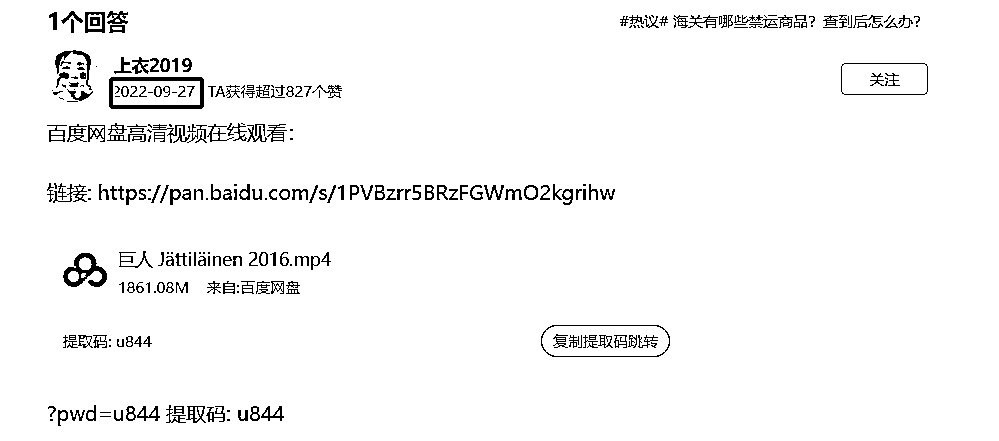 1个回答
#热议# 海关有哪些禁运商品？查到后怎么办？
上衣2019
2022-09-27 TA获得超过827个赞
关注
百度网盘高清视频在线观看：
链接: https://pan.baidu.com/s/1PVBzrr5BRzFGWmO2kgrihw
巨人 Jättiläinen 2016.mp4
1861.08M 来自:百度网盘
提取码: u844
复制提取码跳转
?pwd=u844 提取码: u844